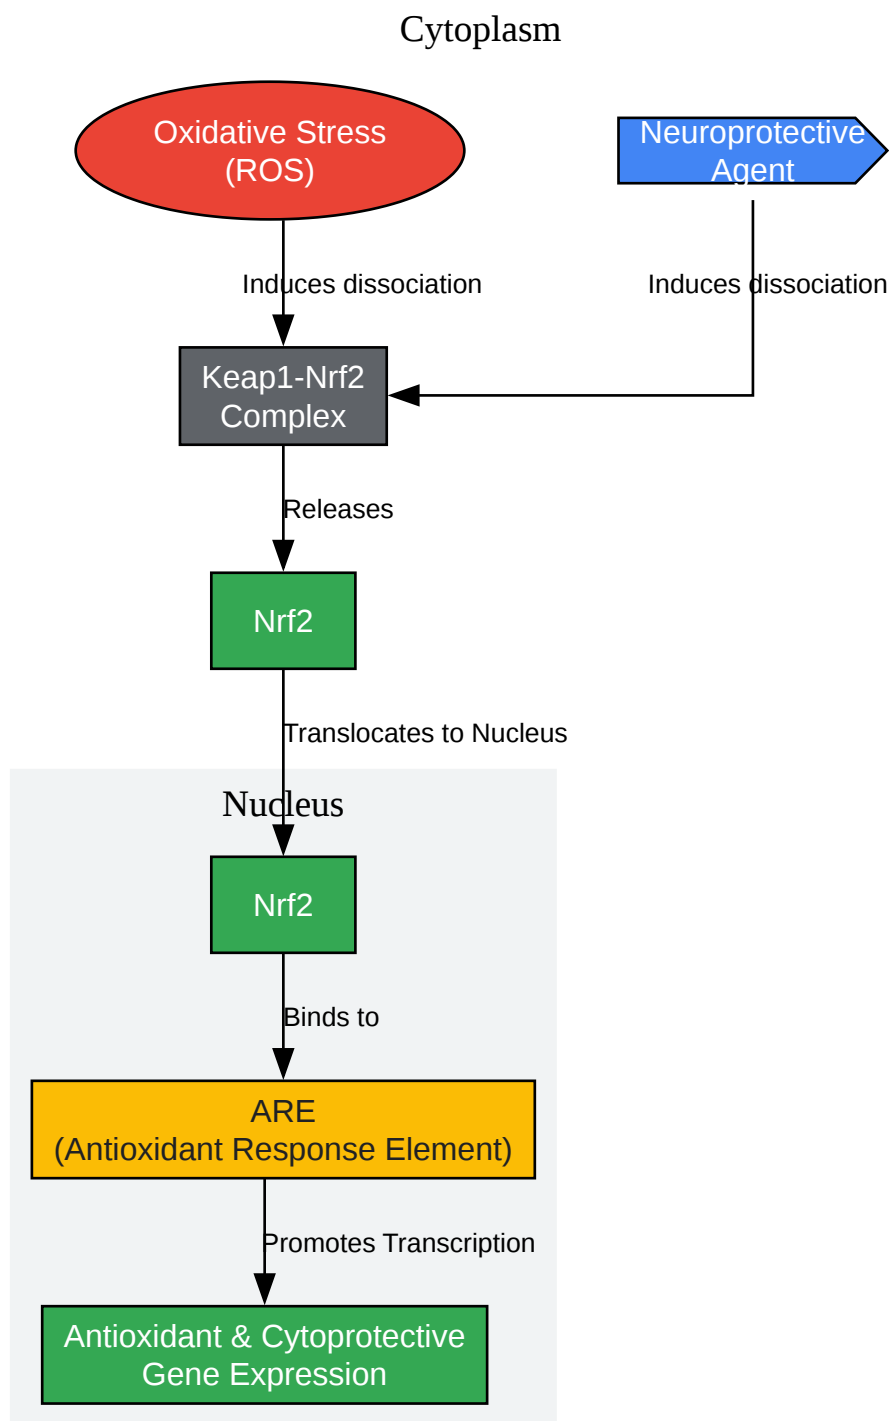 Cytoplasm
Oxidative Stress
(ROS)
Neuroprotective
Agent
Induces dissociation
Induces dissociation
Keap1-Nrf2
Complex
Releases
Nrf2
Translocates to Nucleus
Nucleus
Nrf2
Binds to
ARE
(Antioxidant Response Element)
Promotes Transcription
Antioxidant & Cytoprotective
Gene Expression